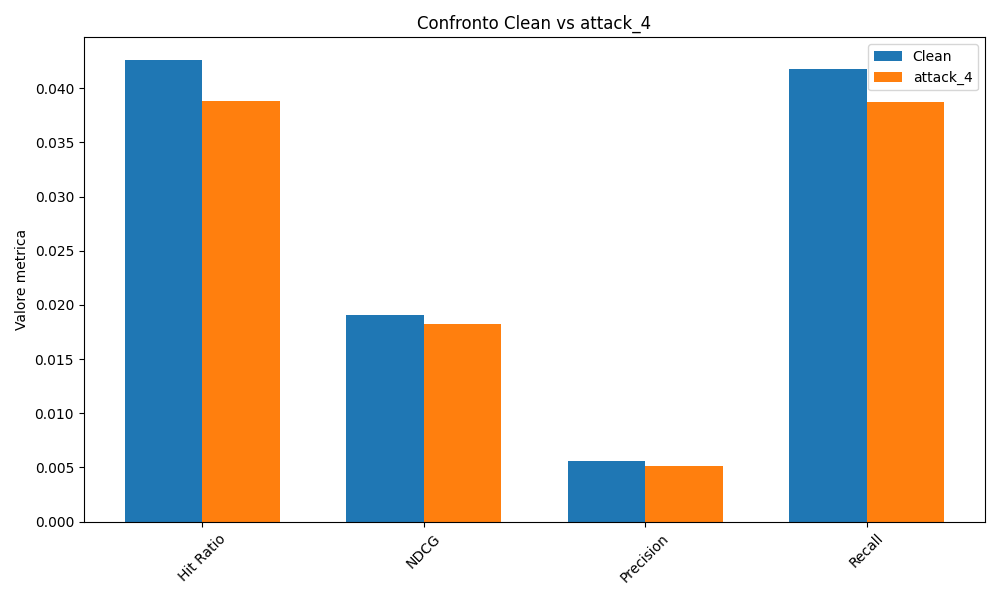 Confronto Clean vs attack_4
Clean
attack_4
Valore metrica
0.040
0.035
0.030
0.025
0.020
0.015
0.010
0.005
0.000
Hit Ratio
NDCG
Precision
Recall